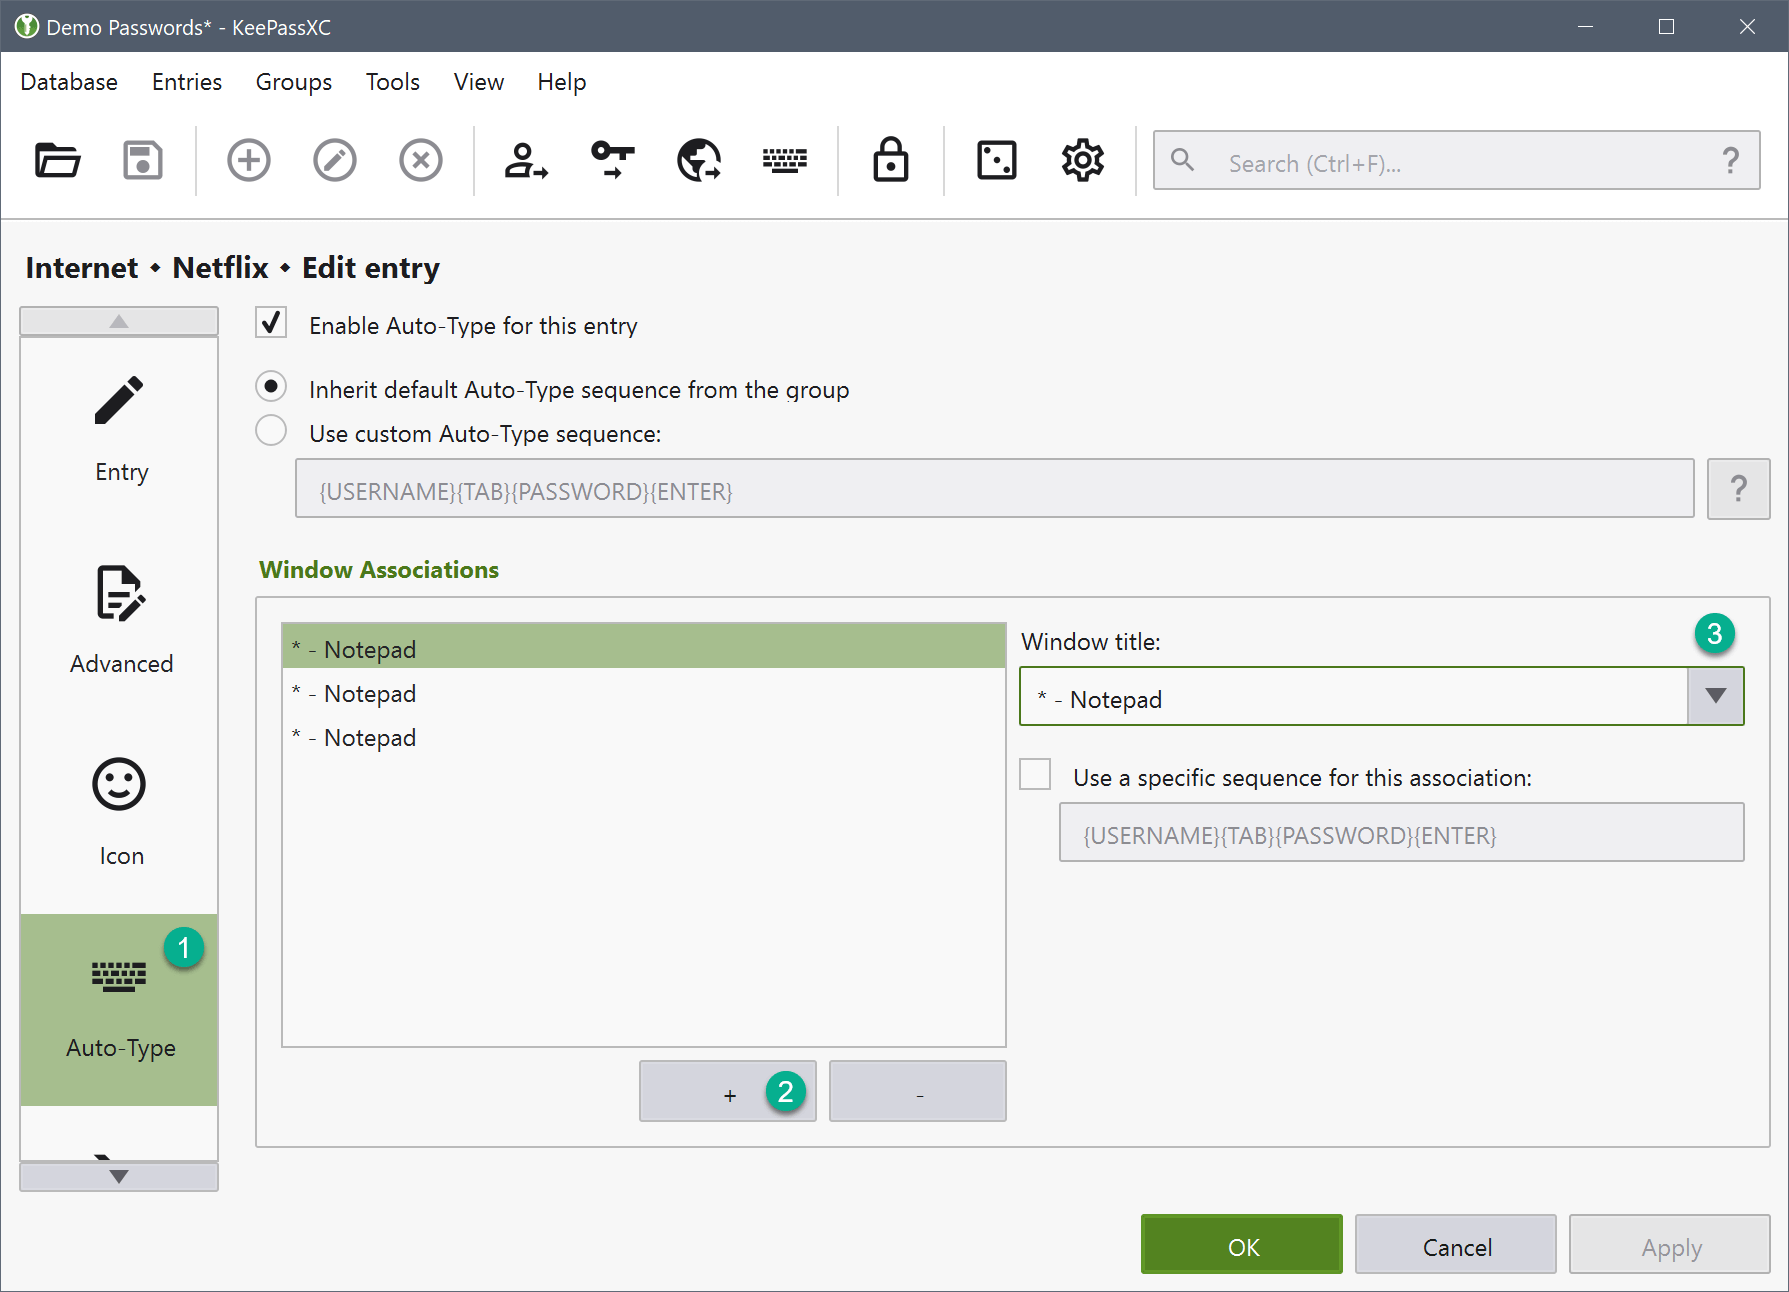 Demo Passwords* - KeePassXC
Database Entries Groups Tools View Help
Search (Ctrl+F)... ?
Internet • Netflix • Edit entry
Entry
Advanced
Icon
1
Auto-Type
Enable Auto-Type for this entry
Inherit default Auto-Type sequence from the group
Use custom Auto-Type sequence:
{USERNAME}{TAB}{PASSWORD}{ENTER} ?
Window Associations
* - Notepad
* - Notepad
* - Notepad
+ 2 -
Window title: 3
* - Notepad
Use a specific sequence for this association:
{USERNAME}{TAB}{PASSWORD}{ENTER}
OK Cancel Apply